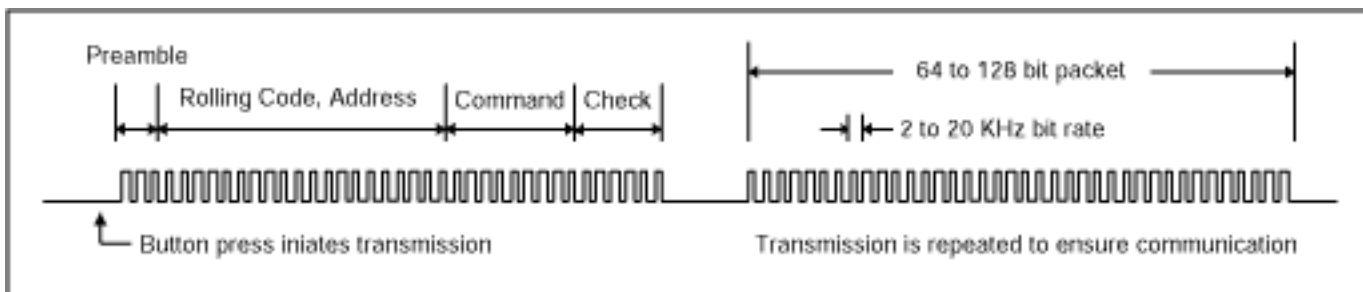 Preamble
Rolling Code, Address
Command
Check
64 to 128 bit packet
2 to 20 KHz bit rate
Button press iniates transmission
Transmission is repeated to ensure communication